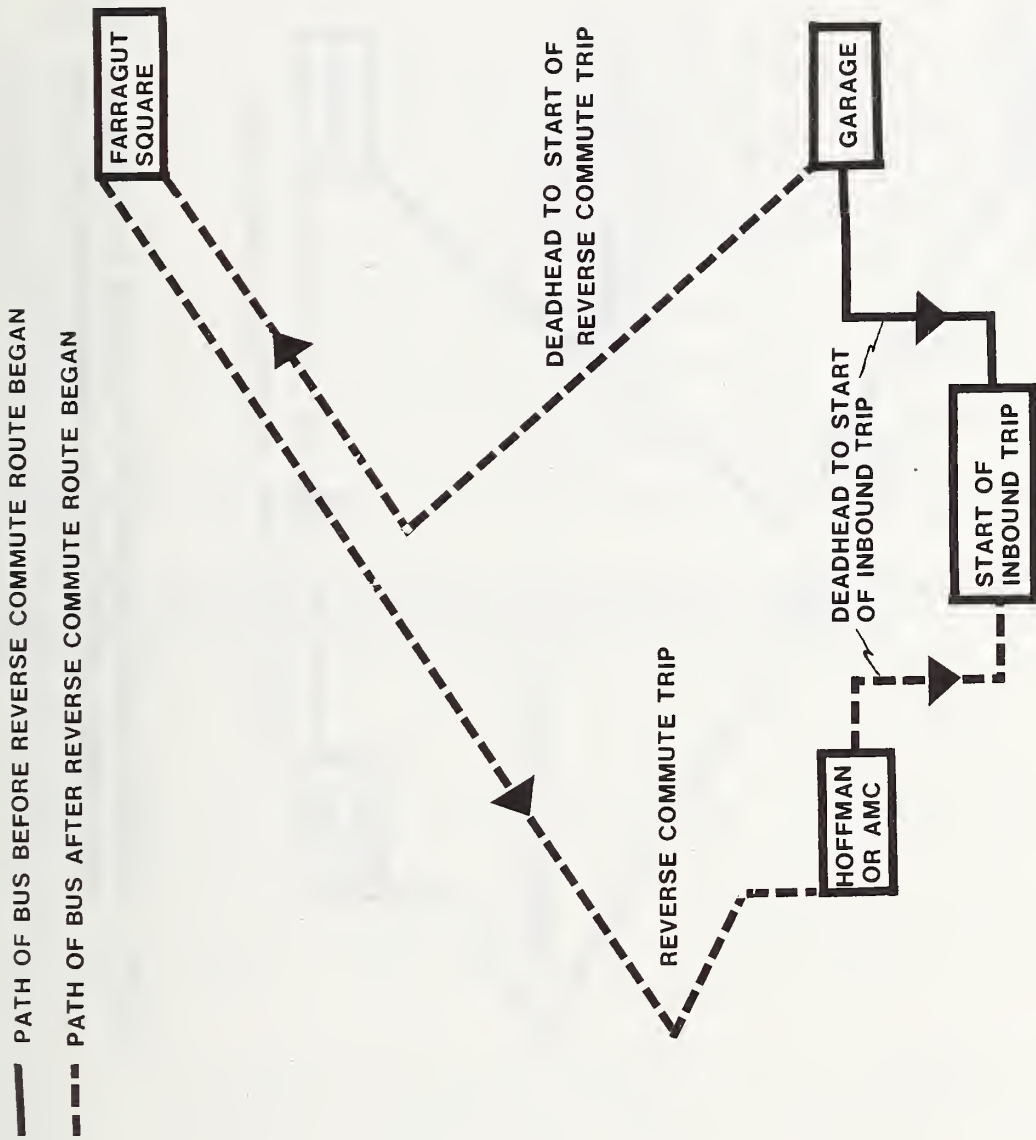 PATH OF BUS BEFORE REVERSE COMMUTE ROUTE BEGAN
PATH OF BUS AFTER REVERSE COMMUTE ROUTE BEGAN
FARRAGUT
SQUARE
DEADHEAD TO START OF
REVERSE COMMUTE TRIP
GARAGE
REVERSE COMMUTE TRIP
DEADHEAD TO START
OF INBOUND TRIP
HOFFMAN
OR AMC
START OF
INBOUND TRIP